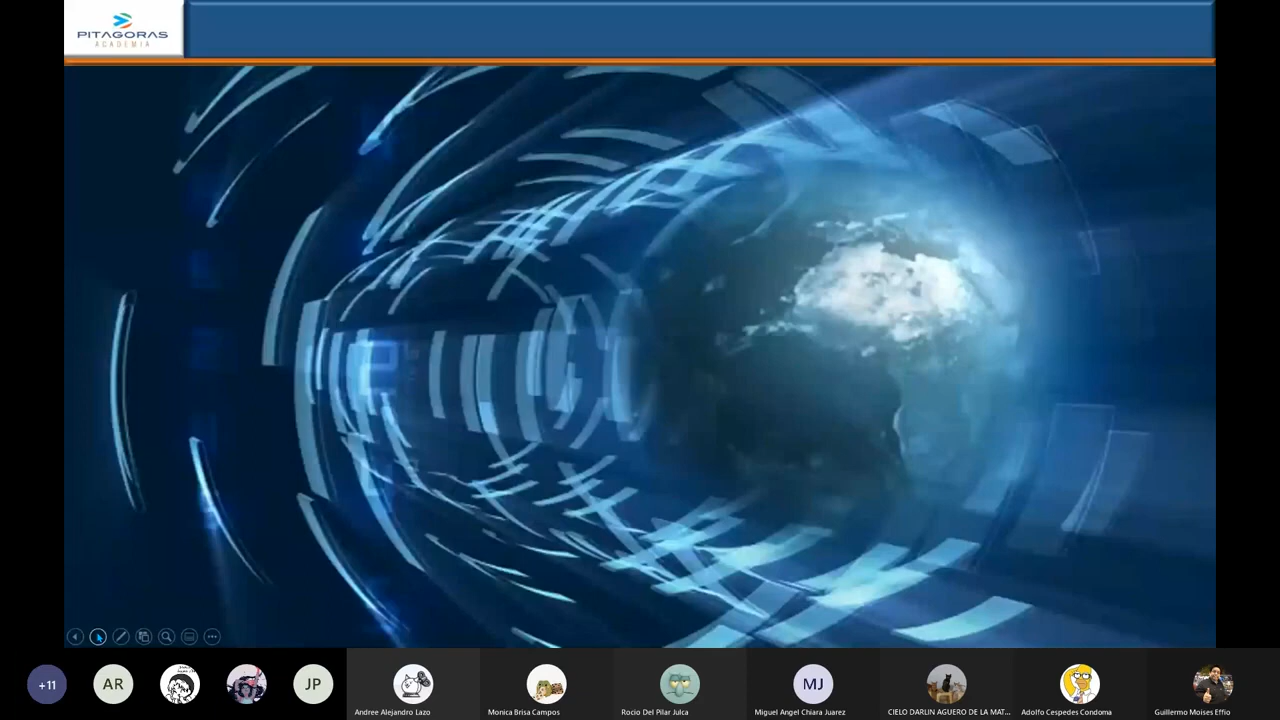 PITAGORAS
ACADEMIA
+11
AR
JP
MJ
Andree Alejandro Lazo
Monica Brisa Campos
Rocio Del Pilar Julca
Miguel Angel Chiara Juarez
CIELO DARLIN AGUERO DE LA MAT...
Adolfo Cespedes Condoma
Guillermo Moises Effio